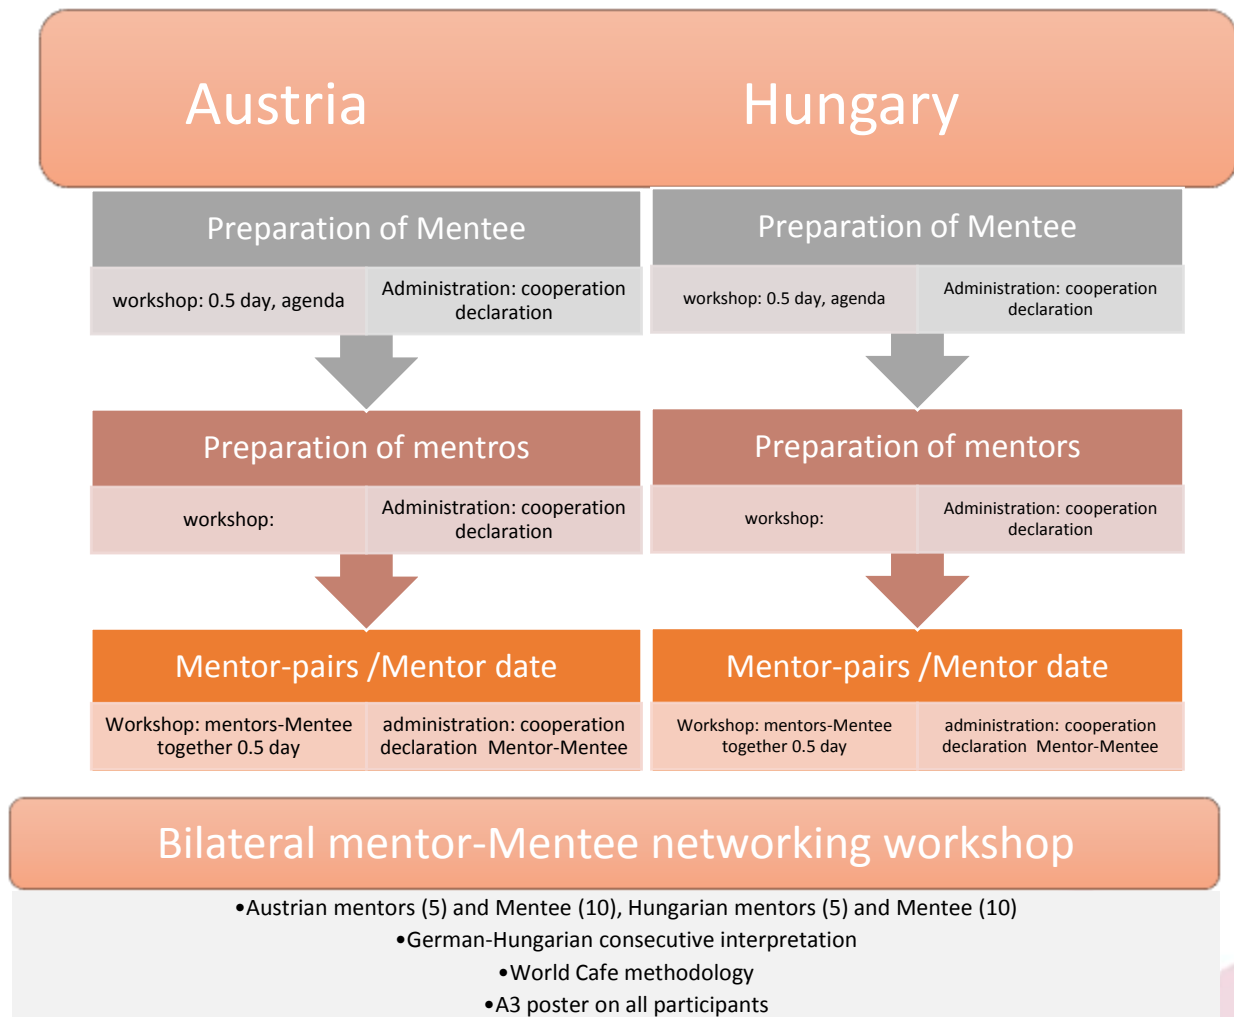 Austria
Hungary
Preparation of Mentee
workshop: 0.5 day, agenda
Administration: cooperation
declaration
Preparation of mentros
workshop:
Administration: cooperation
declaration
Mentor-pairs /Mentor date
Workshop: mentors-Mentee
together 0.5 day
administration: cooperation
declaration Mentor-Mentee
Preparation of Mentee
workshop: 0.5 day, agenda
Administration: cooperation
declaration
Preparation of mentors
workshop:
Administration: cooperation
declaration
Mentor-pairs /Mentor date
Workshop: mentors-Mentee
together 0.5 day
administration: cooperation
declaration Mentor-Mentee
Bilateral mentor-Mentee networking workshop
•Austrian mentors (5) and Mentee (10), Hungarian mentors (5) and Mentee (10)
•German-Hungarian consecutive interpretation
•World Cafe methodology
•A3 poster on all participants